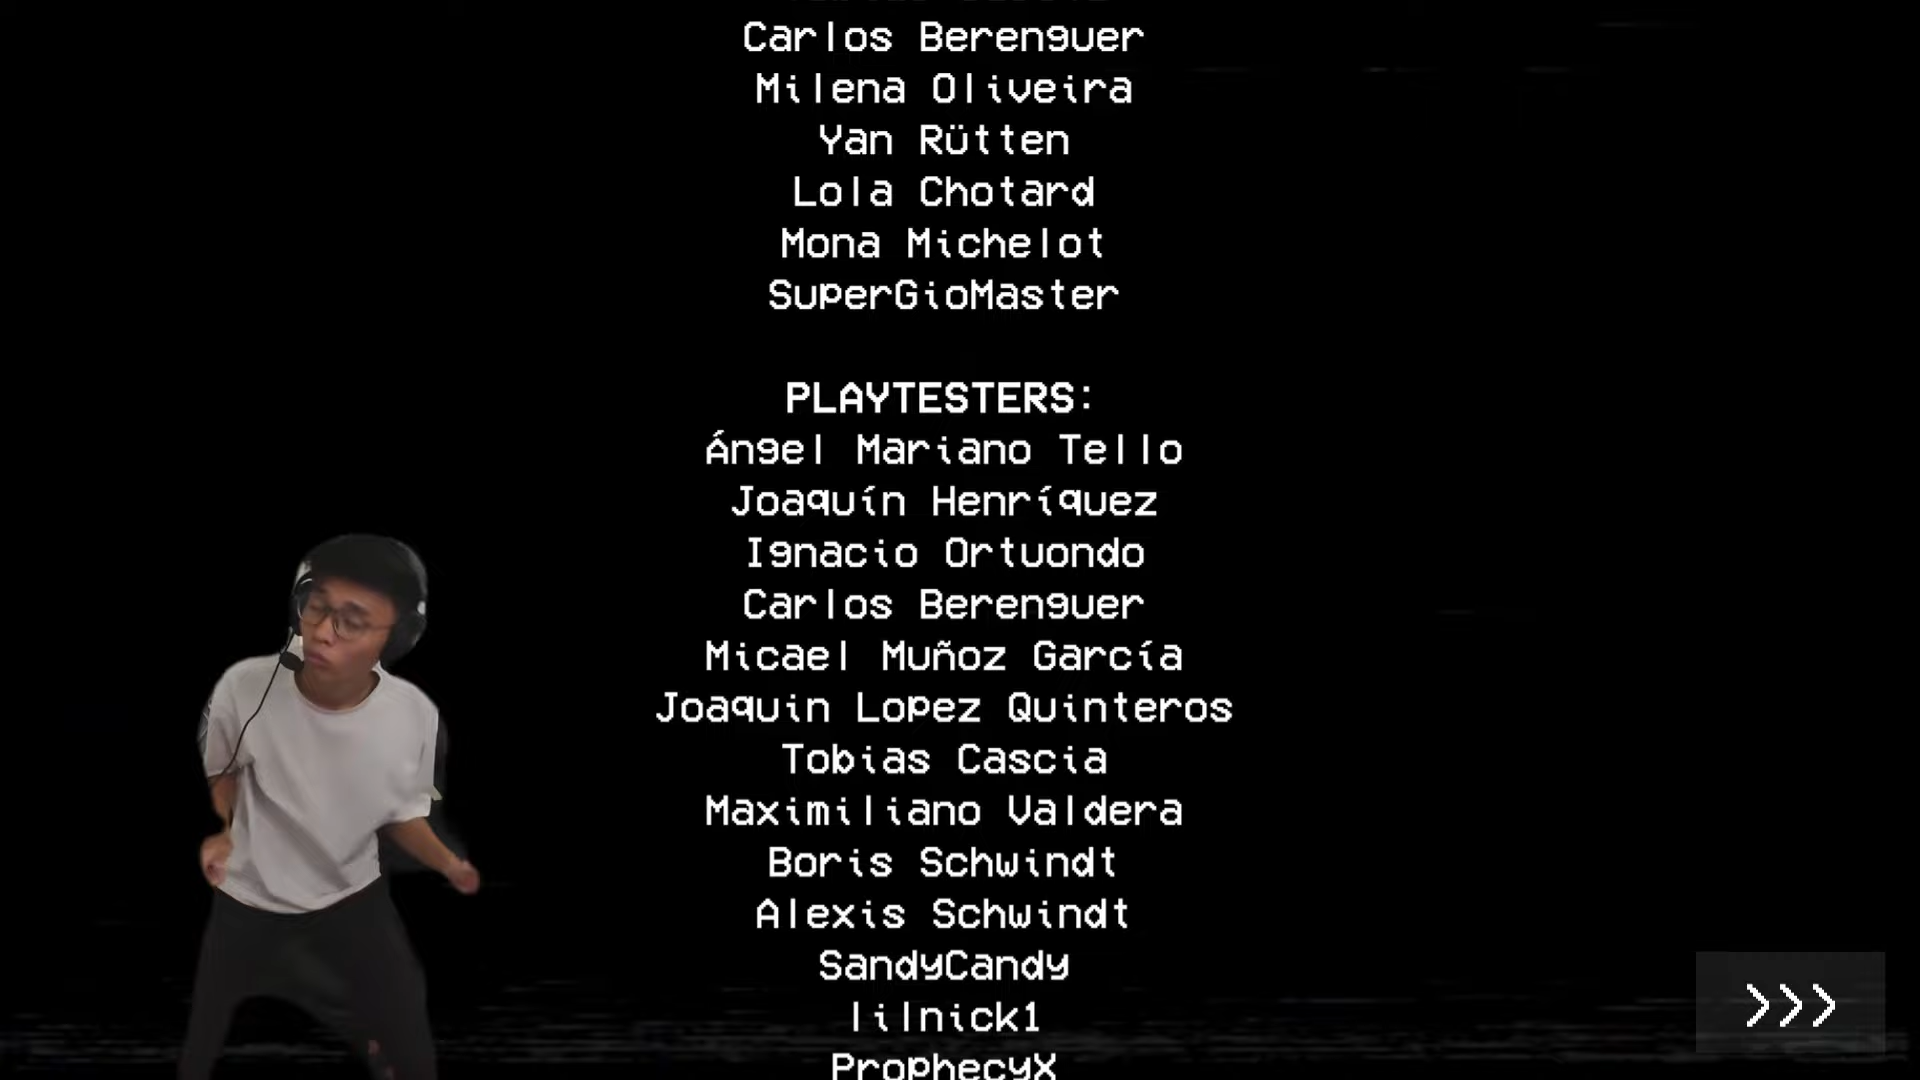 Carlos Berenguer
Milena Oliveira
Yan Rütten
Lola Chotard
Mona Michelot
SuperGioMaster
PLAYTESTERS:
Ángel Mariano Tello
Joaquín Henríquez
Ignacio Ortuondo
Carlos Berenguer
Micael Muñoz García
Joaquin Lopez Quinteros
Tobias Cascia
Maximiliano Valdera
Boris Schwindt
Alexis Schwindt
SandyCandy
lilnick1
ProphecyX
>>>